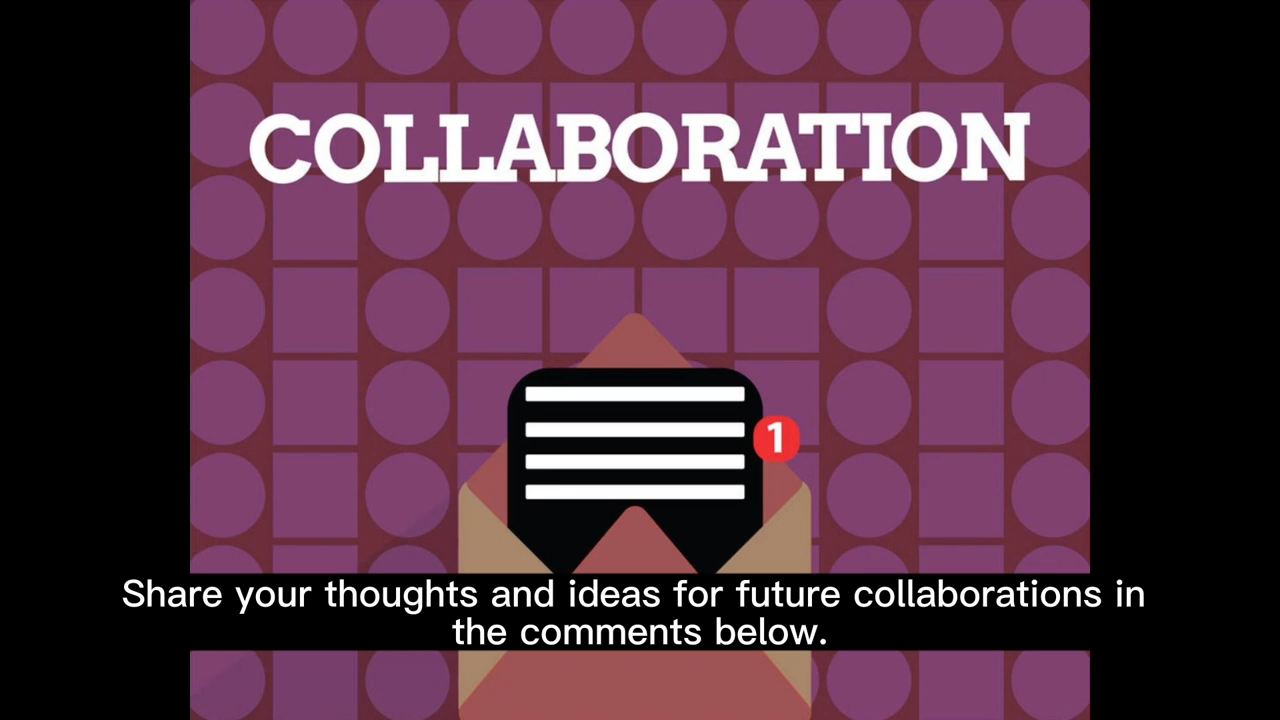 COLLABORATION
1
Share your thoughts and ideas for future collaborations in
the comments below.